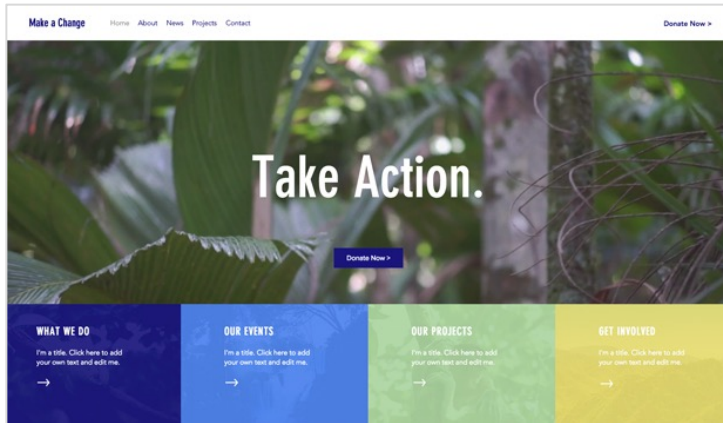 Make a Change
Home About News Projects Contact
Donate Now >
Take Action.
Donate Now >
WHAT WE DO
I'm a title. Click here to add
your own text and edit me.
OUR EVENTS
I'm a title. Click here to add
your own text and edit me.
OUR PROJECTS
I'm a title. Click here to add
your own text and edit me.
GET INVOLVED
I'm a title. Click here to add
your own text and edit me.